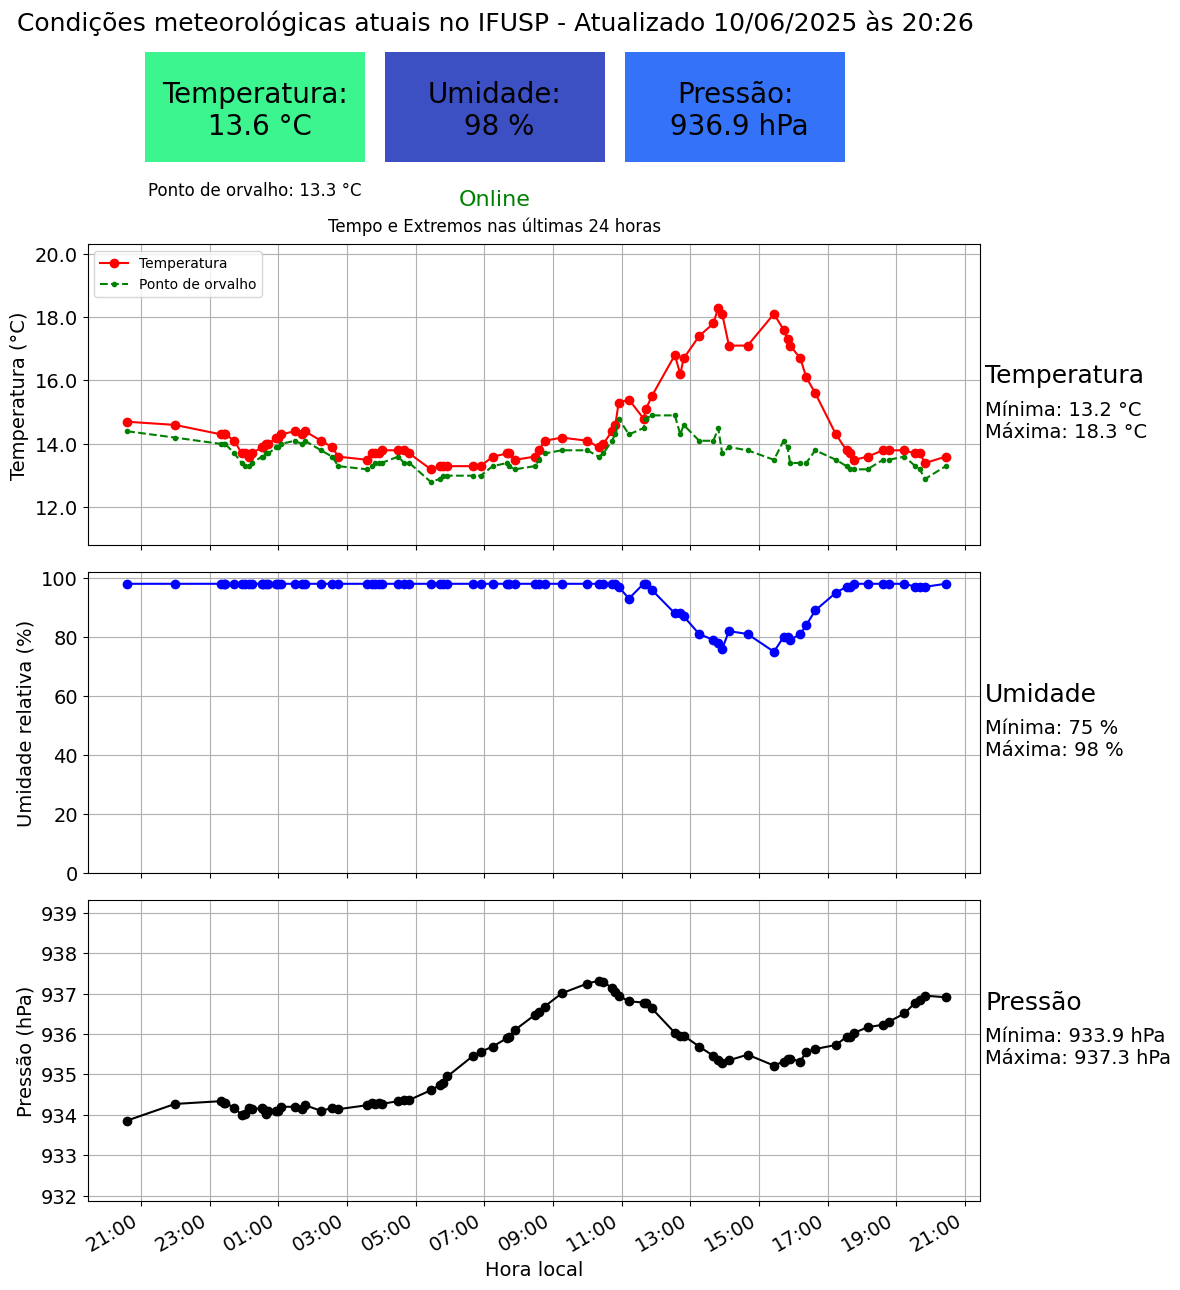 Condições meteorológicas atuais no IFUSP - Atualizado 10/06/2025 às 20:26
Temperatura:
13.6 °C
Umidade:
98 %
Pressão:
936.9 hPa
Ponto de orvalho: 13.3 °C
Online
Tempo e Extremos nas últimas 24 horas
Temperatura
Ponto de orvalho
Temperatura (°C)
20.0
18.0
16.0
14.0
12.0
Temperatura
Mínima: 13.2 °C
Máxima: 18.3 °C
Umidade relativa (%)
100
80
60
40
20
0
Umidade
Mínima: 75 %
Máxima: 98 %
Pressão (hPa)
939
938
937
936
935
934
933
932
Pressão
Mínima: 933.9 hPa
Máxima: 937.3 hPa
21:00 23:00 01:00 03:00 05:00 07:00 09:00 11:00 13:00 15:00 17:00 19:00 21:00
Hora local